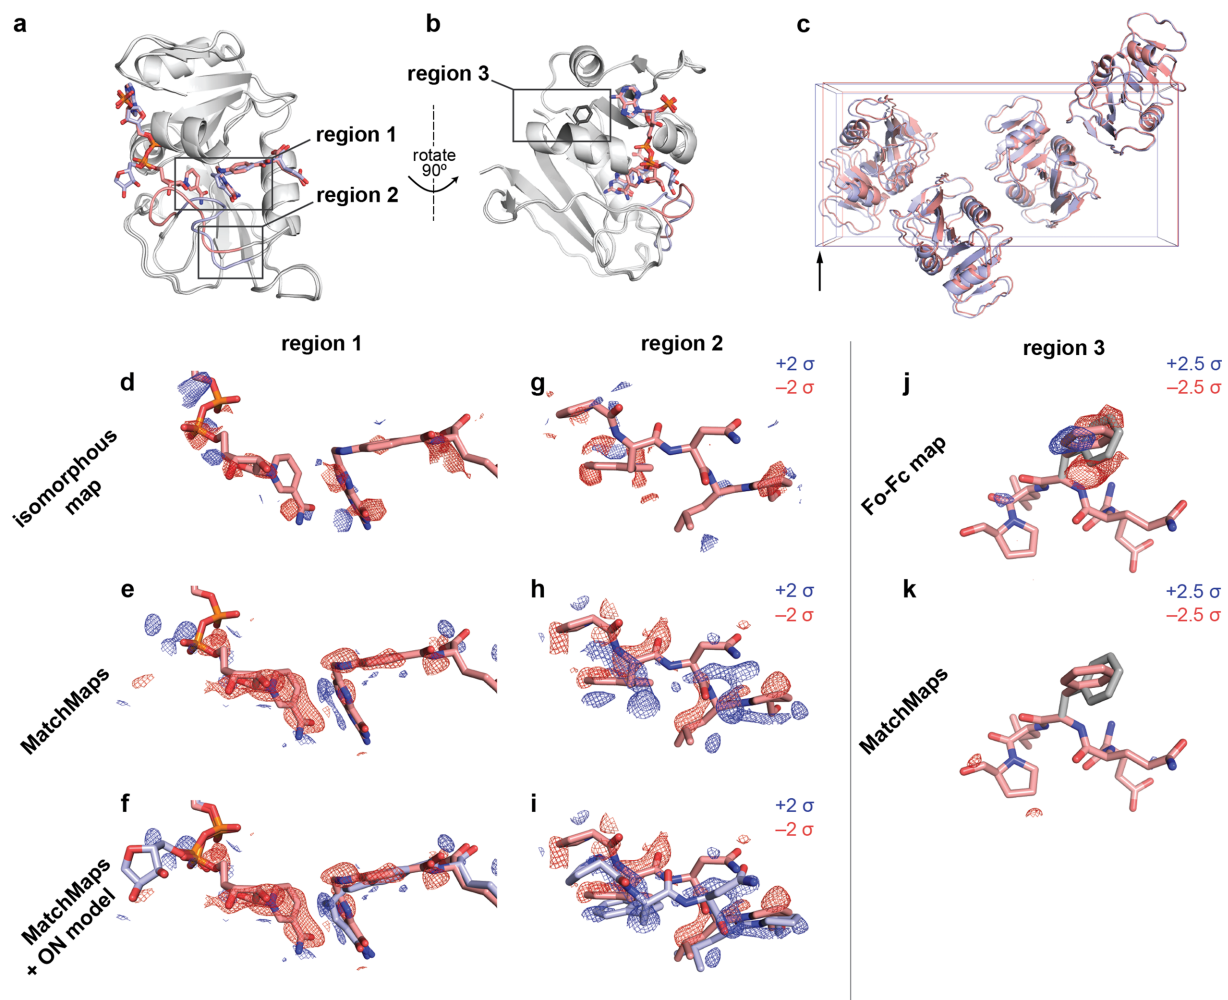 a
b
c
region 3
region 1
rotate
90º
region 2
region 1
region 2
region 3
d
g
+2 σ
–2 σ
j
+2.5 σ
–2.5 σ
isomorphous
map
Fo-Fc map
e
h
+2 σ
–2 σ
k
+2.5 σ
–2.5 σ
MatchMaps
MatchMaps
f
i
+2 σ
–2 σ
MatchMaps
+ ON model